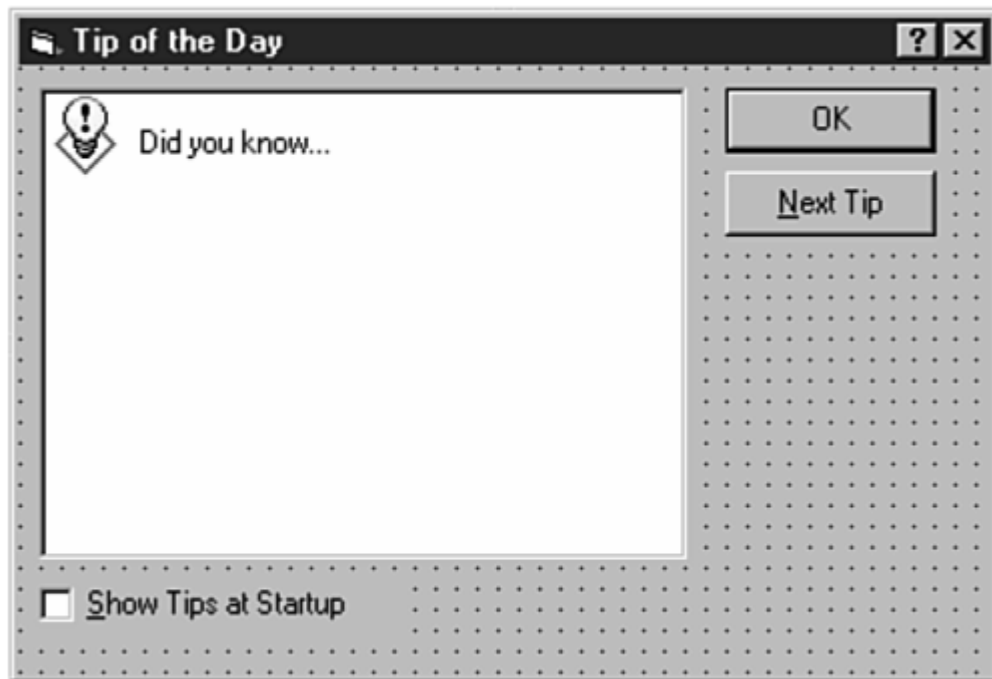 Tip of the Day
Did you know...
OK
Next Tip
Show Tips at Startup